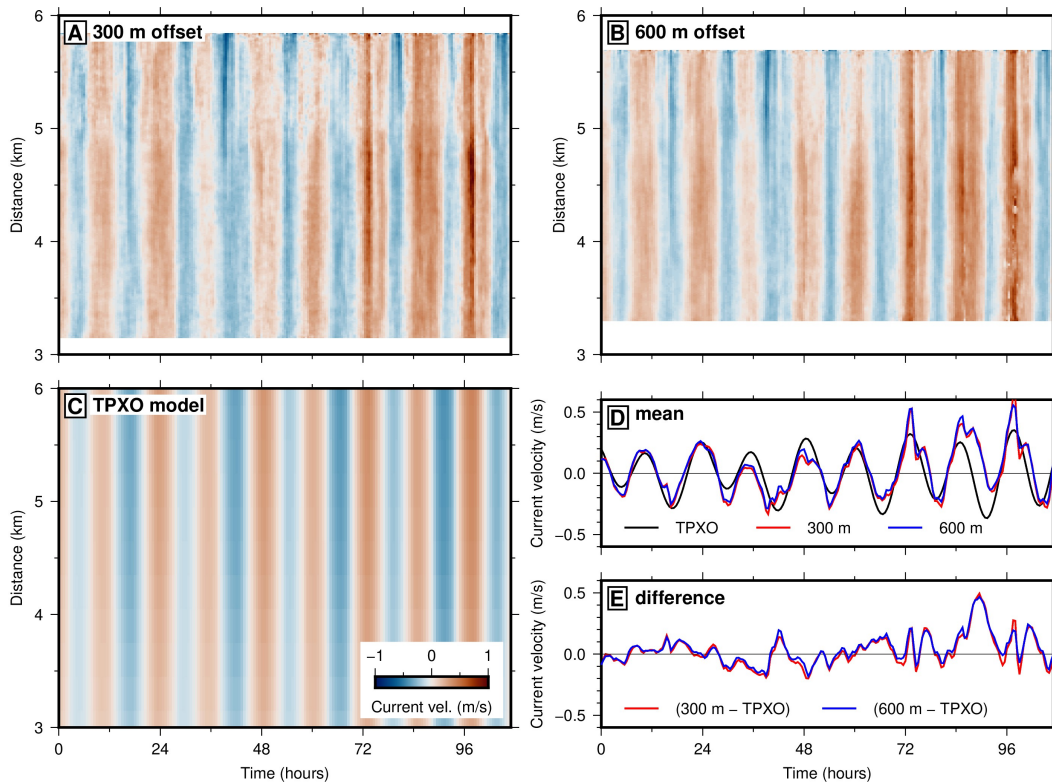 A 300 m offset
6
5
4
3
Distance (km)
B 600 m offset
6
5
4
3
Distance (km)
C TPXO model
6
5
4
3
Distance (km)
−1 0 1
Current vel. (m/s)
0 24 48 72 96
Time (hours)
D mean
0.5
0.0
−0.5
Current velocity (m/s)
TPXO 300 m 600 m
E difference
0.5
0.0
−0.5
Current velocity (m/s)
(300 m − TPXO) (600 m − TPXO)
0 24 48 72 96
Time (hours)